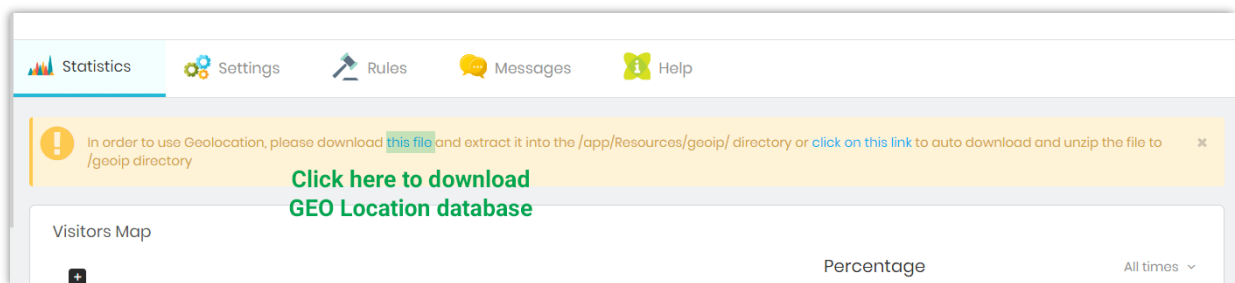 Statistics
Settings
Rules
Messages
Help
In order to use Geolocation, please download this file and extract it into the /app/Resources/geoip/ directory or click on this link to auto download and unzip the file to
/geoip directory
Click here to download
GEO Location database
Visitors Map
Percentage
All times